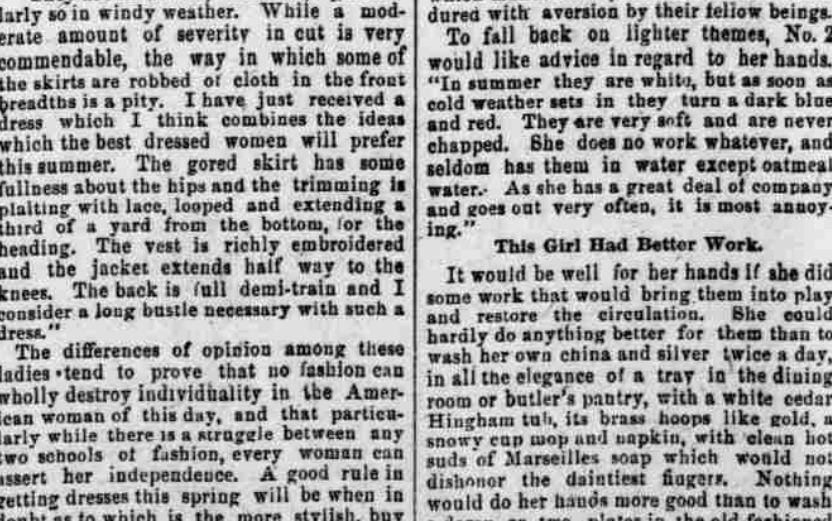 larly so in windy weather. While a mod-
erate amount of severity in cut is very
commendable, the way in which some of
the skirts are robbed of cloth in the front
breadths is a pity. I have just received a
dress which I think combines the ideas
which the best dressed women will prefer
this summer. The gored skirt has some
fullness about the hips and the trimming is
plaiting with lace, looped and extending a
third of a yard from the bottom, for the
heading. The vest is richly embroidered
and the jacket extends half way to the
knees. The back is full demi-train and I
consider a long bustle necessary with such a
dress."
The differences of opinion among these
ladies tend to prove that no fashion can
wholly destroy individuality in the Amer-
ican woman of this day, and that particu-
larly while there is a struggle between any
two schools of fashion, every woman can
assert her independence. A good rule in
getting dresses this spring will be when in
doubt as to which is the more stylish, buy
dured with aversion by their fellow beings.
To fall back on lighter themes, No. 2
would like advice in regard to her hands.
"In summer they are white, but as soon as
cold weather sets in they turn a dark blue
and red. They are very soft and are never
chapped. She does no work whatever, and
seldom has them in water except oatmeal
water. As she has a great deal of company
and goes out very often, it is most annoy-
ing."
This Girl Had Better Work.
It would be well for her hands if she did
some work that would bring them into play
and restore the circulation. She could
hardly do anything better for them than to
wash her own china and silver twice a day,
in all the elegance of a tray in the dining
room or butler's pantry, with a white cedar
Hingham tub, its brass hoops like gold, a
snowy cup mop and napkin, with clean hot
suds of Marseilles soap which would not
dishonor the daintiest fingers. Nothing
would do her hands more good than to wash